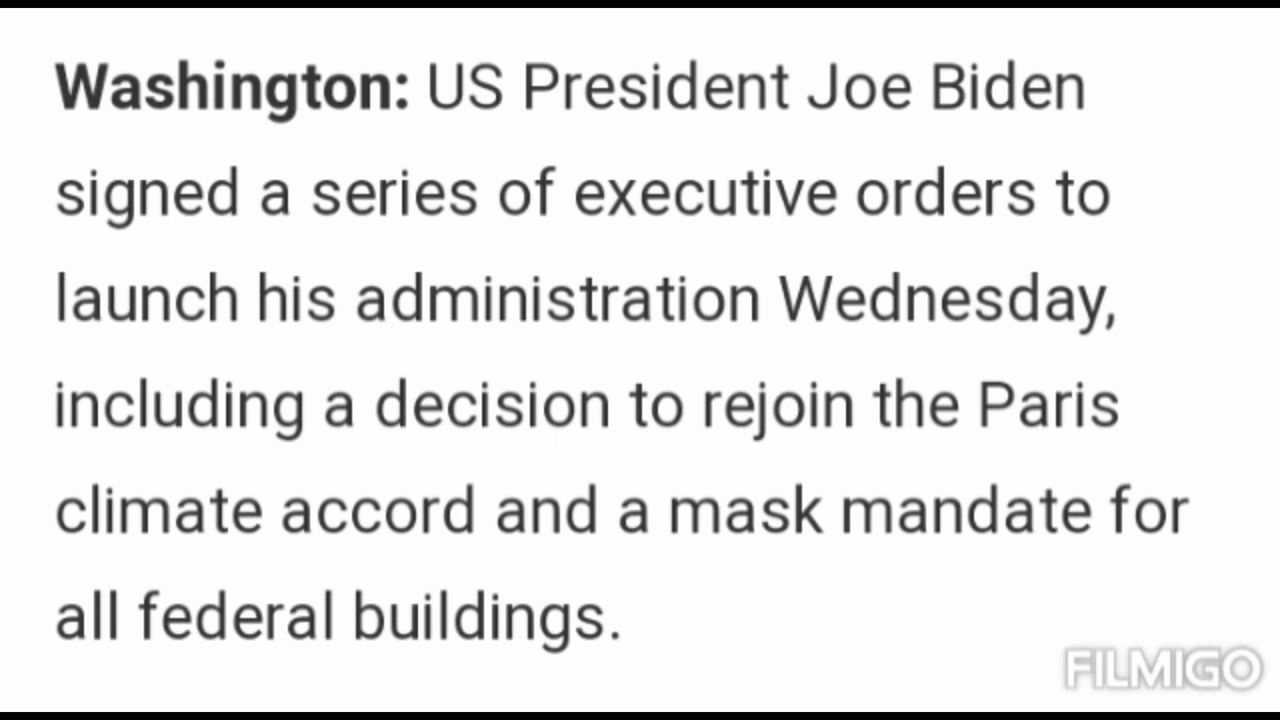 Washington: US President Joe Biden
signed a series of executive orders to
launch his administration Wednesday,
including a decision to rejoin the Paris
climate accord and a mask mandate for
all federal buildings.
FILMIGO